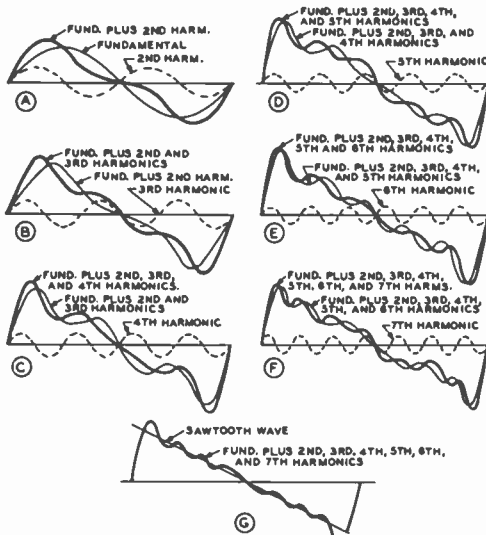 FUND. PLUS 2ND HARM.
FUNDAMENTAL
2ND HARM.
A
FUND. PLUS 2ND AND
3RD HARMONICS
FUND. PLUS 2ND HARM.
3RD HARMONIC
B
FUND. PLUS 2ND, 3RD,
AND 4TH HARMONICS.
FUND. PLUS 2ND AND
3RD HARMONICS
4TH HARMONIC
C
FUND. PLUS 2ND, 3RD, 4TH,
AND 5TH HARMONICS
FUND. PLUS 2ND, 3RD, AND
4TH HARMONICS
5TH HARMONIC
D
FUND. PLUS 2ND, 3RD, 4TH,
5TH AND 6TH HARMONICS
FUND. PLUS 2ND, 3RD, 4TH,
AND 5TH HARMONICS
6TH HARMONIC
E
FUND. PLUS 2ND, 3RD, 4TH,
5TH, 6TH, AND 7TH HARMS.
FUND. PLUS 2ND, 3RD, 4TH,
5TH, AND 6TH HARMONICS
7TH HARMONIC
F
SAWTOOTH WAVE
FUND. PLUS 2ND, 3RD, 4TH, 5TH, 6TH,
AND 7TH HARMONICS
G